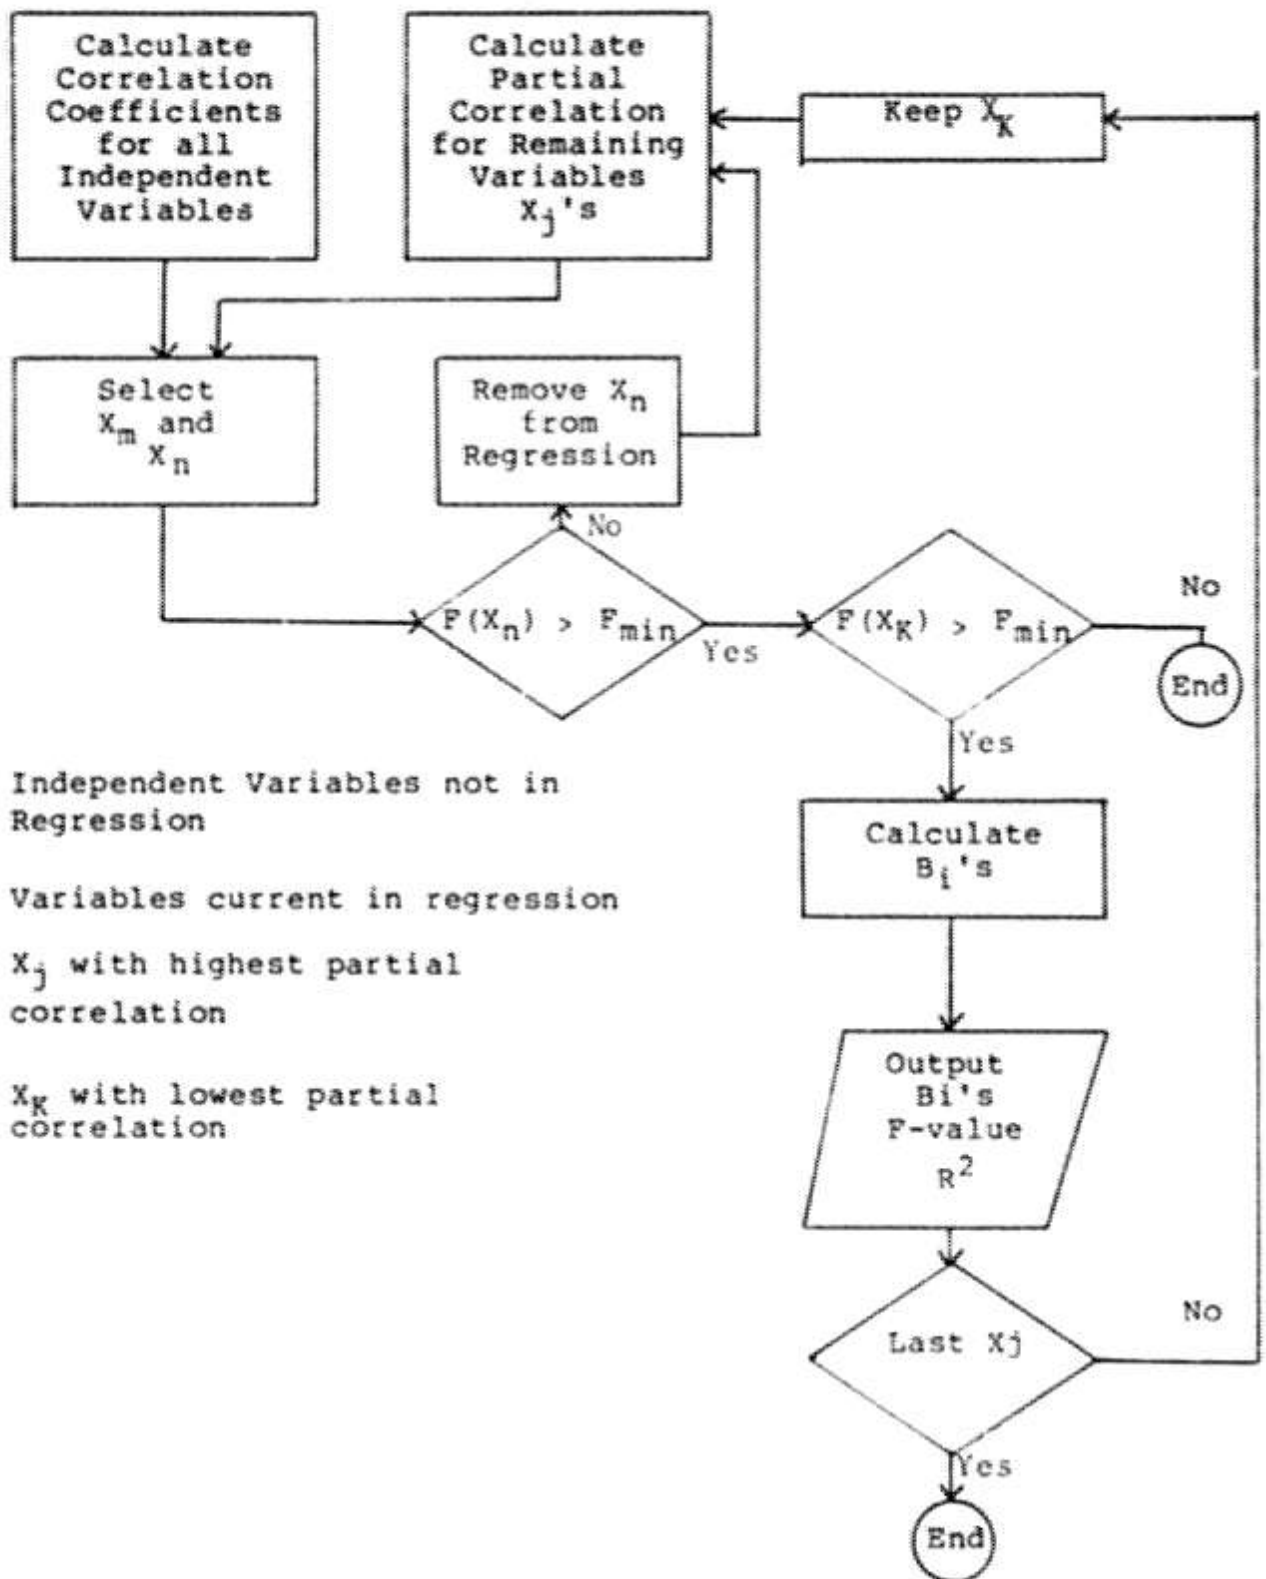 Calculate
Correlation
Coefficients
for all
Independent
Variables
Calculate
Partial
Correlation
for Remaining
Variables
Xj's
Keep XK
Select
Xm and
Xn
Remove Xn
from
Regression
No
F(Xn) > Fmin
Yes
F(XK) > Fmin
No
End
Yes
Independent Variables not in
Regression
Variables current in regression
Xj with highest partial
correlation
XK with lowest partial
correlation
Calculate
Bi's
Output
Bi's
F-value
R2
Last Xj
No
Yes
End